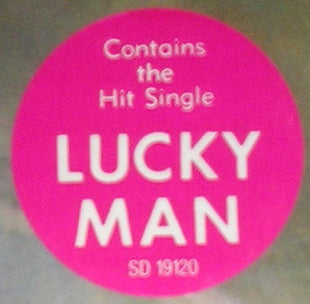 Contains
the
Hit Single
LUCKY
MAN
SD 19120